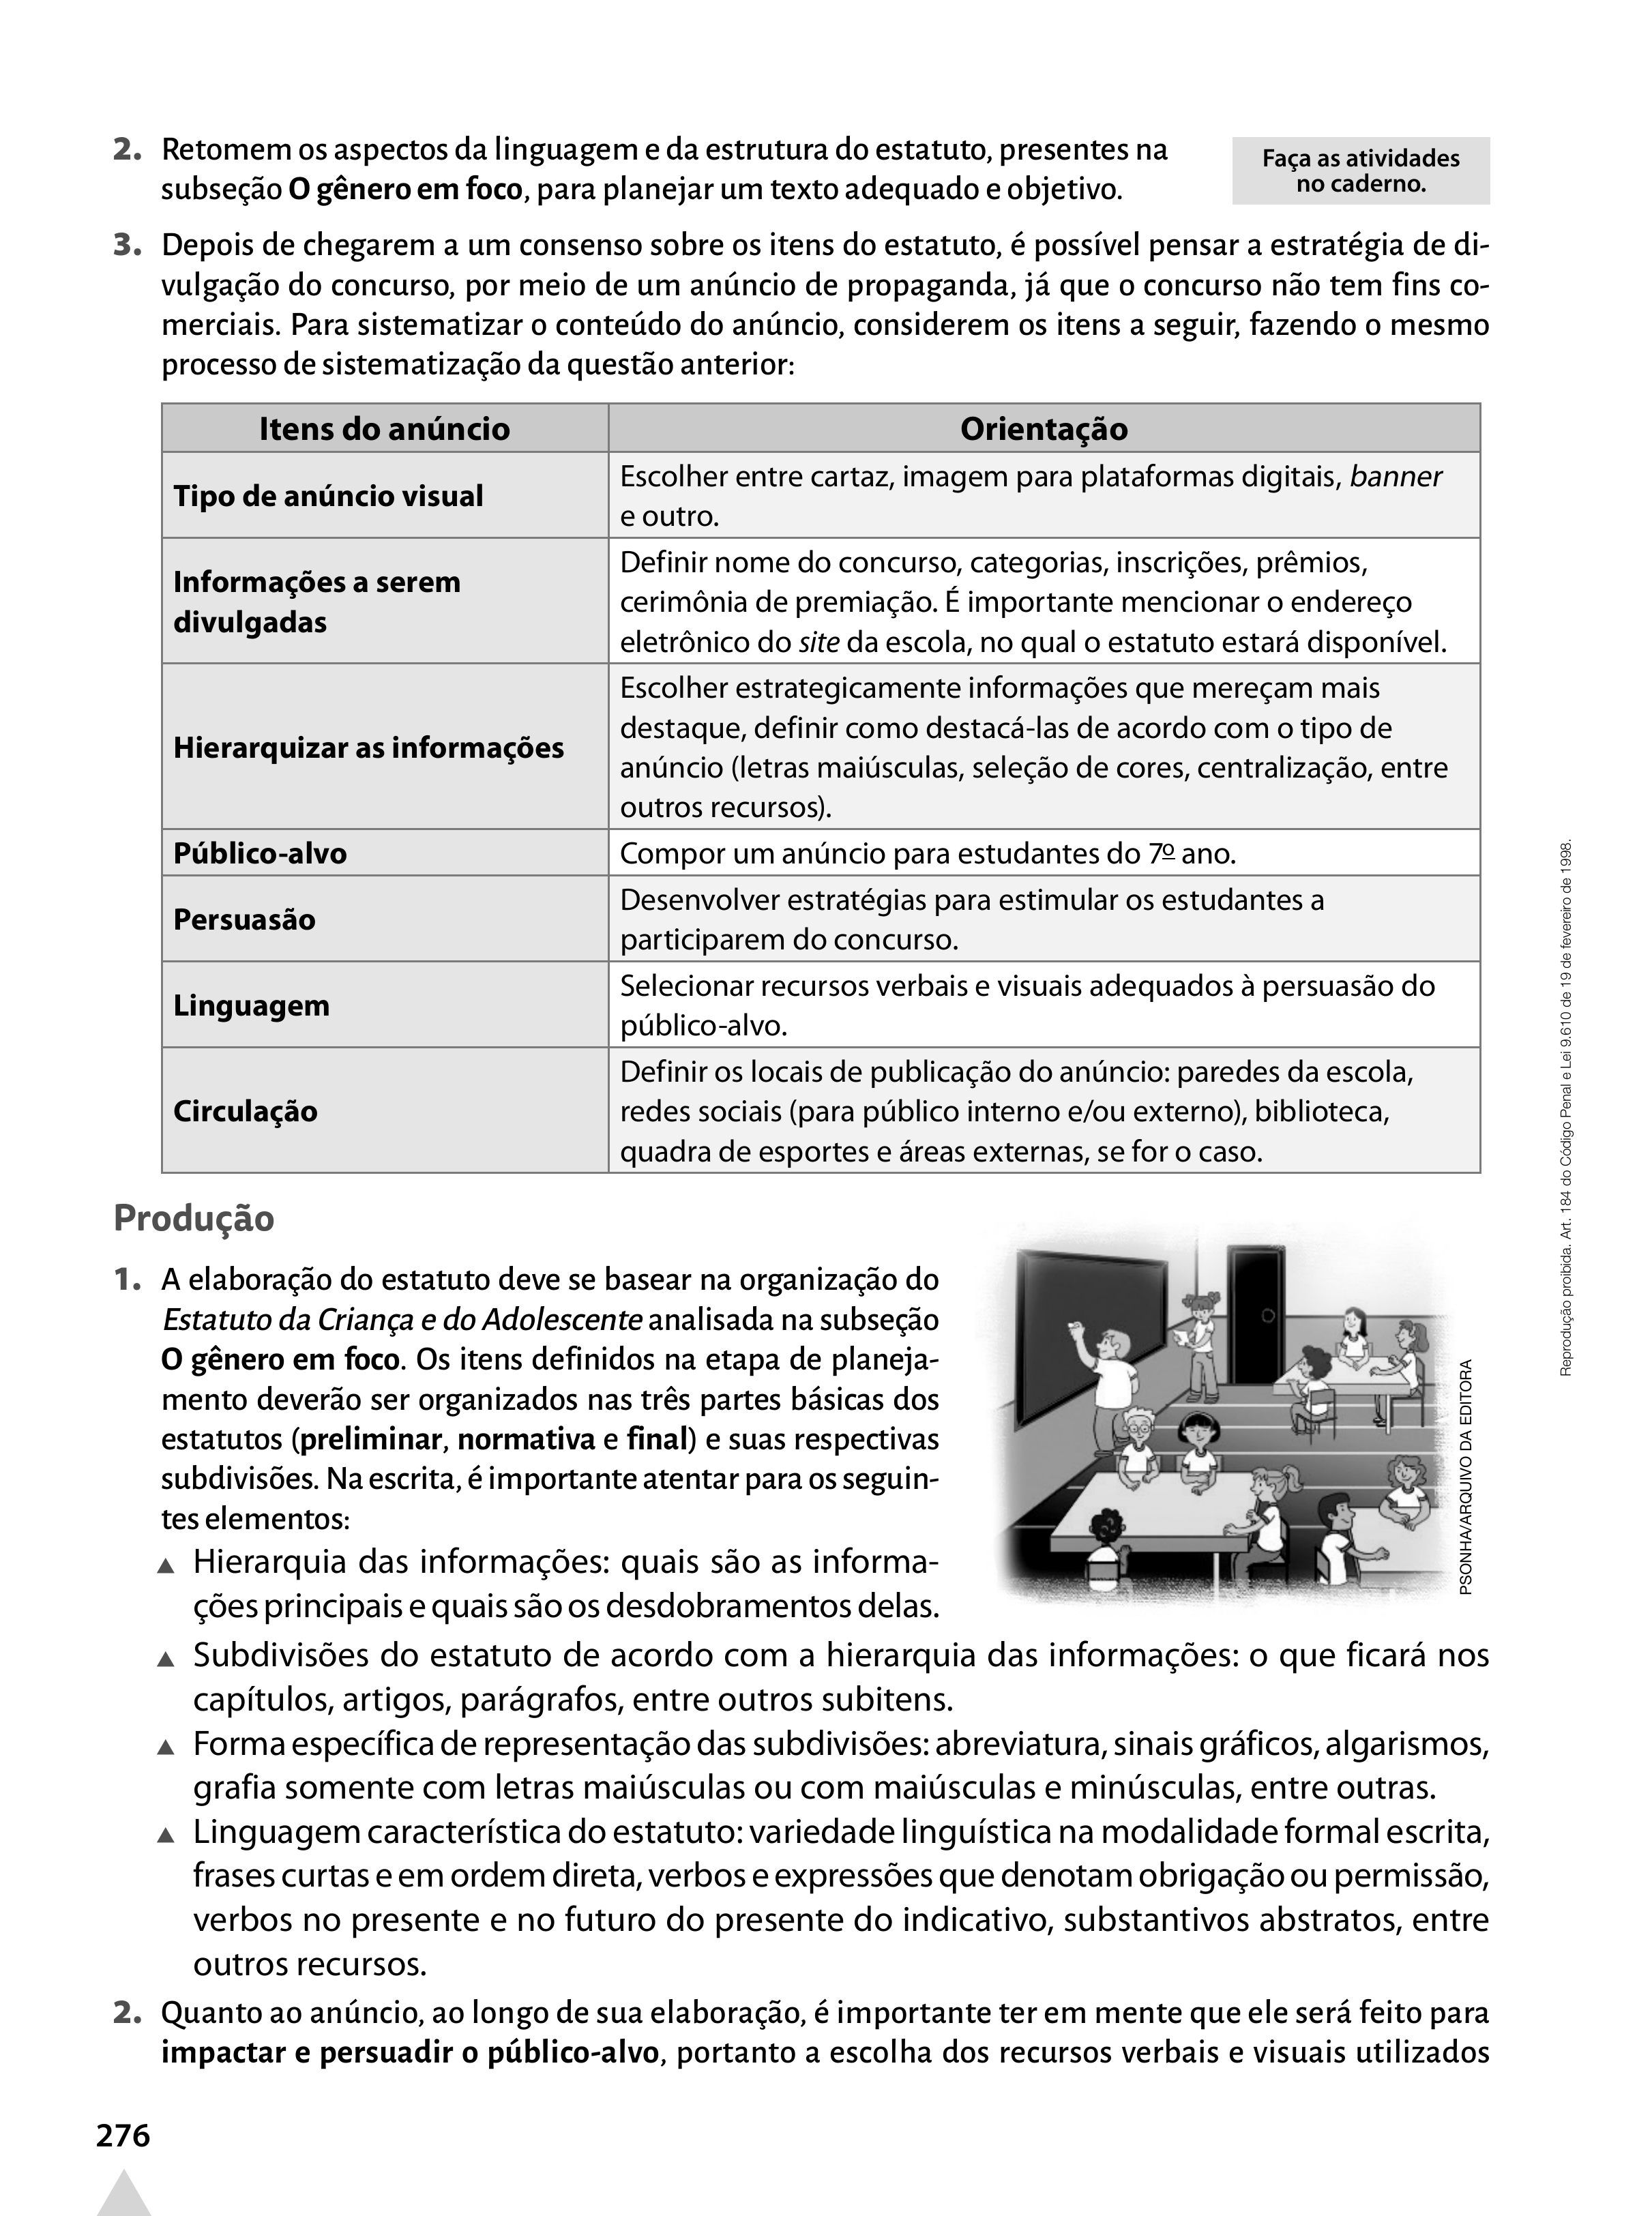 2. Retomem os aspectos da linguagem e da estrutura do estatuto, presentes na
subseção O gênero em foco, para planejar um texto adequado e objetivo.
Faça as atividades
no caderno.
3. Depois de chegarem a um consenso sobre os itens do estatuto, é possível pensar a estratégia de di-
vulgação do concurso, por meio de um anúncio de propaganda, já que o concurso não tem fins co-
merciais. Para sistematizar o conteúdo do anúncio, considerem os itens a seguir, fazendo o mesmo
processo de sistematização da questão anterior:
Itens do anúncio
Orientação
Tipo de anúncio visual
Escolher entre cartaz, imagem para plataformas digitais, banner
e outro.
Informações a serem
divulgadas
Definir nome do concurso, categorias, inscrições, prêmios,
cerimônia de premiação. É importante mencionar o endereço
eletrônico do site da escola, no qual o estatuto estará disponível.
Hierarquizar as informações
Escolher estrategicamente informações que mereçam mais
destaque, definir como destacá-las de acordo com o tipo de
anúncio (letras maiúsculas, seleção de cores, centralização, entre
outros recursos).
Público-alvo
Compor um anúncio para estudantes do 7º ano.
Persuasão
Desenvolver estratégias para estimular os estudantes a
participarem do concurso.
Linguagem
Selecionar recursos verbais e visuais adequados à persuasão do
público-alvo.
Circulação
Definir os locais de publicação do anúncio: paredes da escola,
redes sociais (para público interno e/ou externo), biblioteca,
quadra de esportes e áreas externas, se for o caso.
Produção
1. A elaboração do estatuto deve se basear na organização do
Estatuto da Criança e do Adolescente analisada na subseção
O gênero em foco. Os itens definidos na etapa de planeja-
mento deverão ser organizados nas três partes básicas dos
estatutos (preliminar, normativa e final) e suas respectivas
subdivisões. Na escrita, é importante atentar para os seguin-
tes elementos:
▲ Hierarquia das informações: quais são as informa-
ções principais e quais são os desdobramentos delas.
▲ Subdivisões do estatuto de acordo com a hierarquia das informações: o que ficará nos
capítulos, artigos, parágrafos, entre outros subitens.
▲ Forma específica de representação das subdivisões: abreviatura, sinais gráficos, algarismos,
grafia somente com letras maiúsculas ou com maiúsculas e minúsculas, entre outras.
▲ Linguagem característica do estatuto: variedade linguística na modalidade formal escrita,
frases curtas e em ordem direta, verbos e expressões que denotam obrigação ou permissão,
verbos no presente e no futuro do presente do indicativo, substantivos abstratos, entre
outros recursos.
2. Quanto ao anúncio, ao longo de sua elaboração, é importante ter em mente que ele será feito para
impactar e persuadir o público-alvo, portanto a escolha dos recursos verbais e visuais utilizados
PSONHA/ARQUIVO DA EDITORA
Reprodução proibida. Art. 184 do Código Penal e Lei 9.610 de 19 de fevereiro de 1998.
276